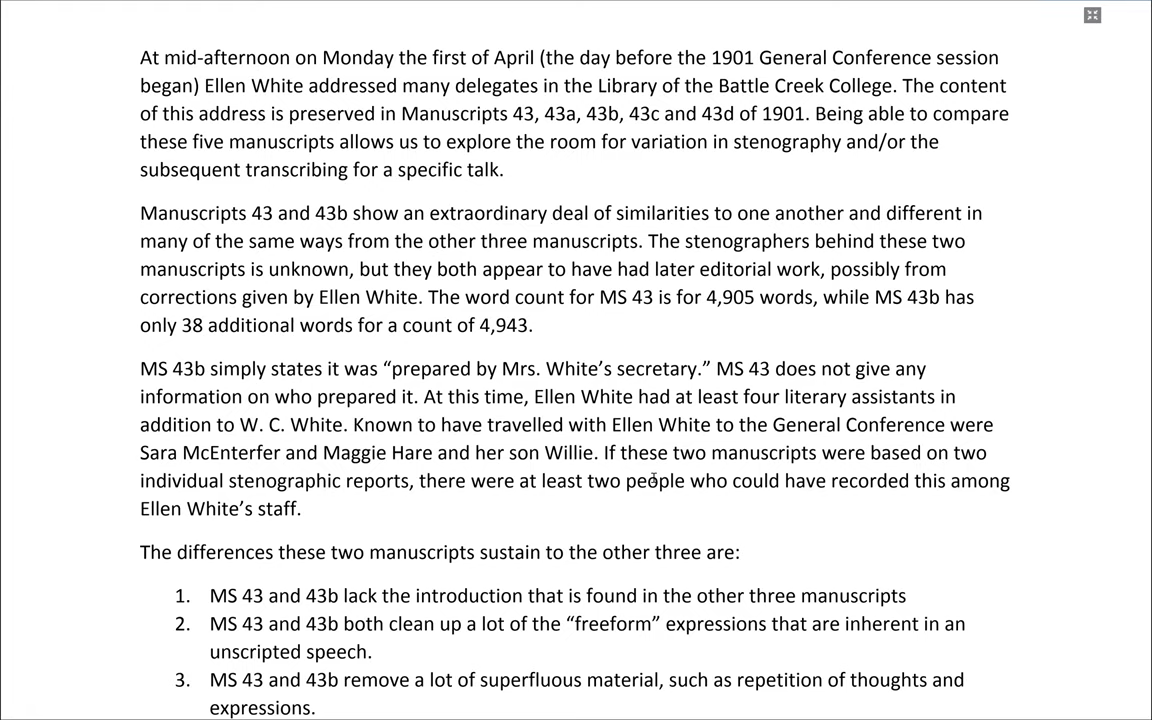 At mid-afternoon on Monday the first of April (the day before the 1901 General Conference session
began) Ellen White addressed many delegates in the Library of the Battle Creek College. The content
of this address is preserved in Manuscripts 43, 43a, 43b, 43c and 43d of 1901. Being able to compare
these five manuscripts allows us to explore the room for variation in stenography and/or the
subsequent transcribing for a specific talk.
Manuscripts 43 and 43b show an extraordinary deal of similarities to one another and different in
many of the same ways from the other three manuscripts. The stenographers behind these two
manuscripts is unknown, but they both appear to have had later editorial work, possibly from
corrections given by Ellen White. The word count for MS 43 is for 4,905 words, while MS 43b has
only 38 additional words for a count of 4,943.
MS 43b simply states it was “prepared by Mrs. White’s secretary.” MS 43 does not give any
information on who prepared it. At this time, Ellen White had at least four literary assistants in
addition to W. C. White. Known to have travelled with Ellen White to the General Conference were
Sara McEnterfer and Maggie Hare and her son Willie. If these two manuscripts were based on two
individual stenographic reports, there were at least two people who could have recorded this among
Ellen White’s staff.
The differences these two manuscripts sustain to the other three are:
1. MS 43 and 43b lack the introduction that is found in the other three manuscripts
2. MS 43 and 43b both clean up a lot of the “freeform” expressions that are inherent in an
unscripted speech.
3. MS 43 and 43b remove a lot of superfluous material, such as repetition of thoughts and
expressions.